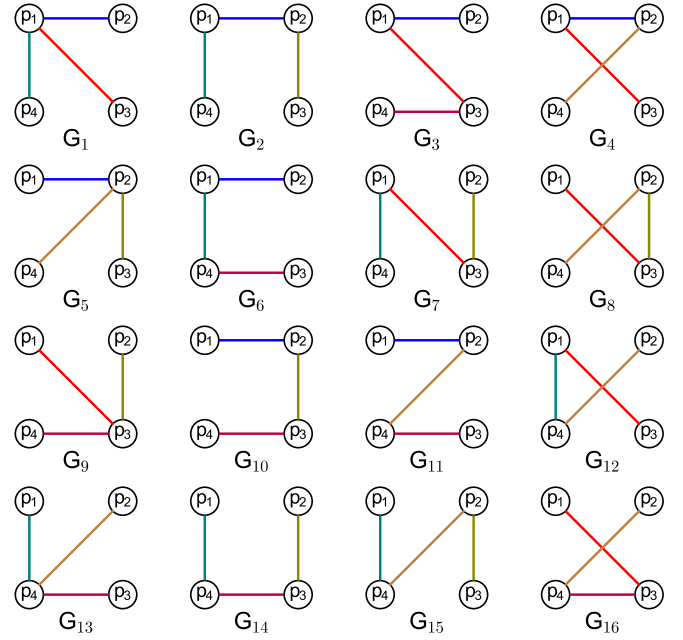 p₁ p₂ p₁ p₂ p₁ p₂ p₁ p₂
p₄ p₃ p₄ p₃ p₄ p₃ p₄ p₃
G₁ G₂ G₃ G₄
p₁ p₂ p₁ p₂ p₁ p₂ p₁ p₂
p₄ p₃ p₄ p₃ p₄ p₃ p₄ p₃
G₅ G₆ G₇ G₈
p₁ p₂ p₁ p₂ p₁ p₂ p₁ p₂
p₄ p₃ p₄ p₃ p₄ p₃ p₄ p₃
G₉ G₁₀ G₁₁ G₁₂
p₁ p₂ p₁ p₂ p₁ p₂ p₁ p₂
p₄ p₃ p₄ p₃ p₄ p₃ p₄ p₃
G₁₃ G₁₄ G₁₅ G₁₆